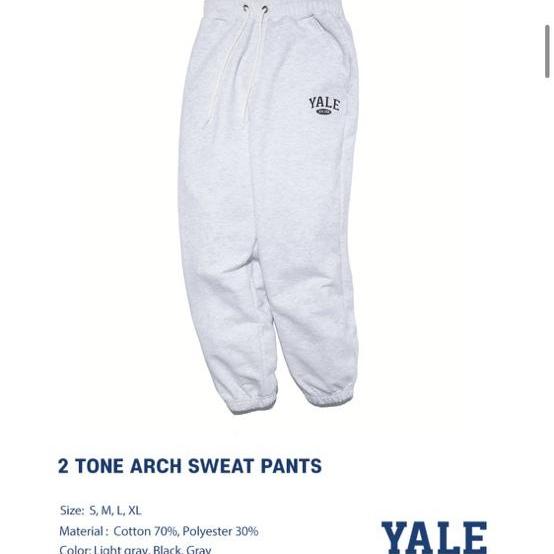 YALE
2 TONE ARCH SWEAT PANTS
Size: S, M, L, XL
Material : Cotton 70%, Polyester 30%
Color: Light gray, Black, Gray
YALE